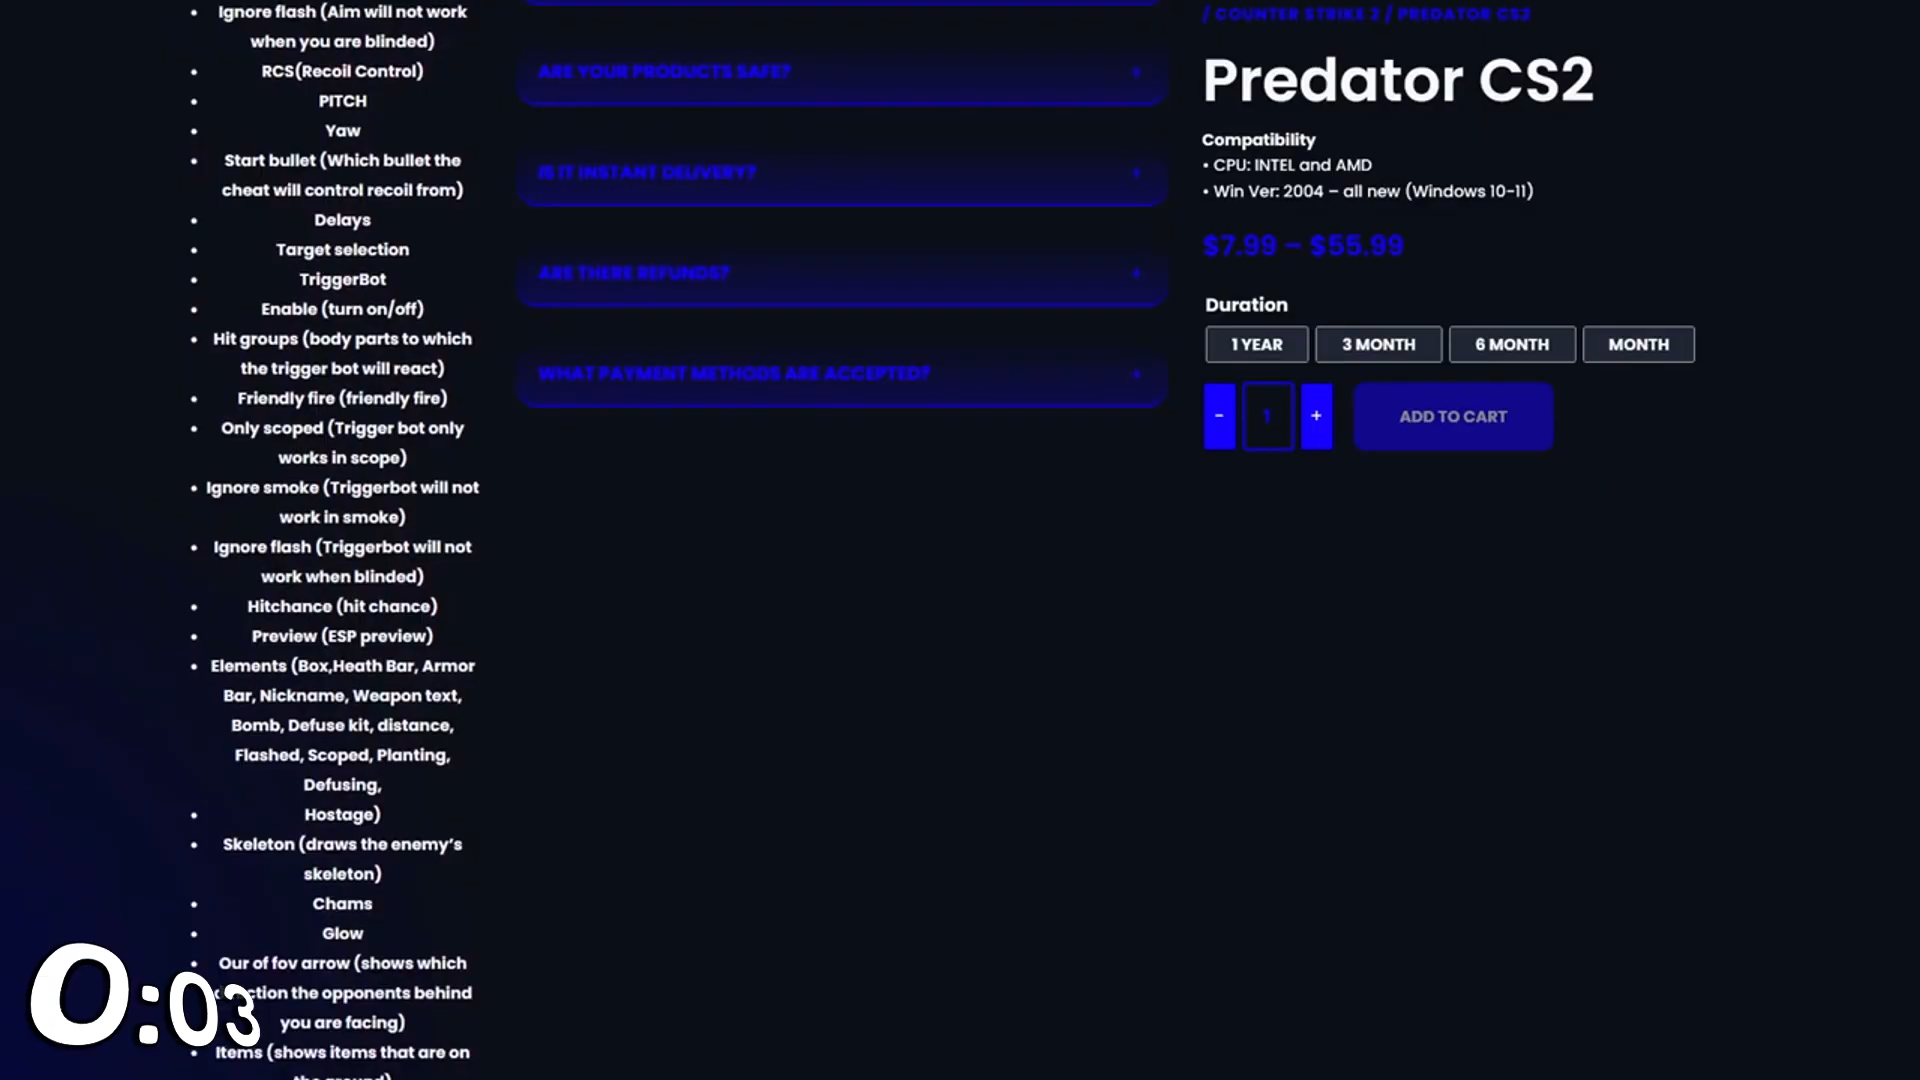 Ignore flash (Aim will not work
when you are blinded)
RCS(Recoil Control)
PITCH
Yaw
Start bullet (Which bullet the
cheat will control recoil from)
Delays
Target selection
TriggerBot
Enable (turn on/off)
Hit groups (body parts to which
the trigger bot will react)
Friendly fire (friendly fire)
Only scoped (Trigger bot only
works in scope)
Ignore smoke (Triggerbot will not
work in smoke)
Ignore flash (Triggerbot will not
work when blinded)
Hitchance (hit chance)
Preview (ESP preview)
Elements (Box,Heath Bar, Armor
Bar, Nickname, Weapon text,
Bomb, Defuse kit, distance,
Flashed, Scoped, Planting,
Defusing,
Hostage)
Skeleton (draws the enemy's
skeleton)
Chams
Glow
Our of fov arrow (shows which
the opponents behind
you are facing)
Items (shows items that are on
0:03
ARE YOUR PRODUCTS SAFE? +
IS IT INSTANT DELIVERY? +
ARE THERE REFUNDS? +
WHAT PAYMENT METHODS ARE ACCEPTED? +
/ COUNTER STRIKE 2 / PREDATOR CS2
Predator CS2
Compatibility
• CPU: INTEL and AMD
• Win Ver: 2004 – all new (Windows 10-11)
$7.99 – $55.99
Duration
1 YEAR 3 MONTH 6 MONTH MONTH
- 1 + ADD TO CART